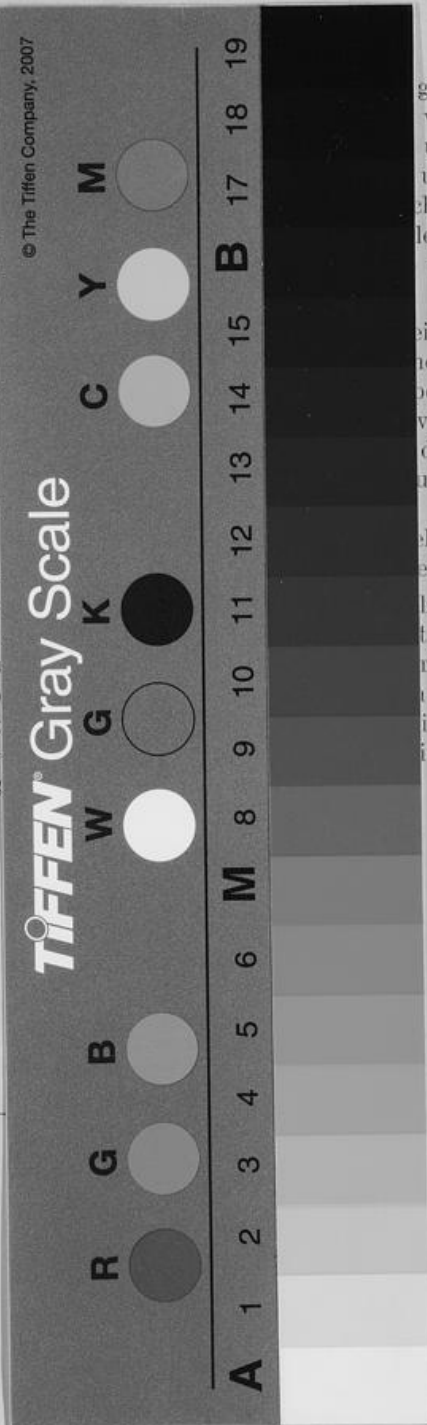 © The Tiffen Company, 2007
TIFFEN® Gray Scale
R G B W G K C Y M
A 1 2 3 4 5 6 M 8 9 10 11 12 13 14 15 B 17 18 19